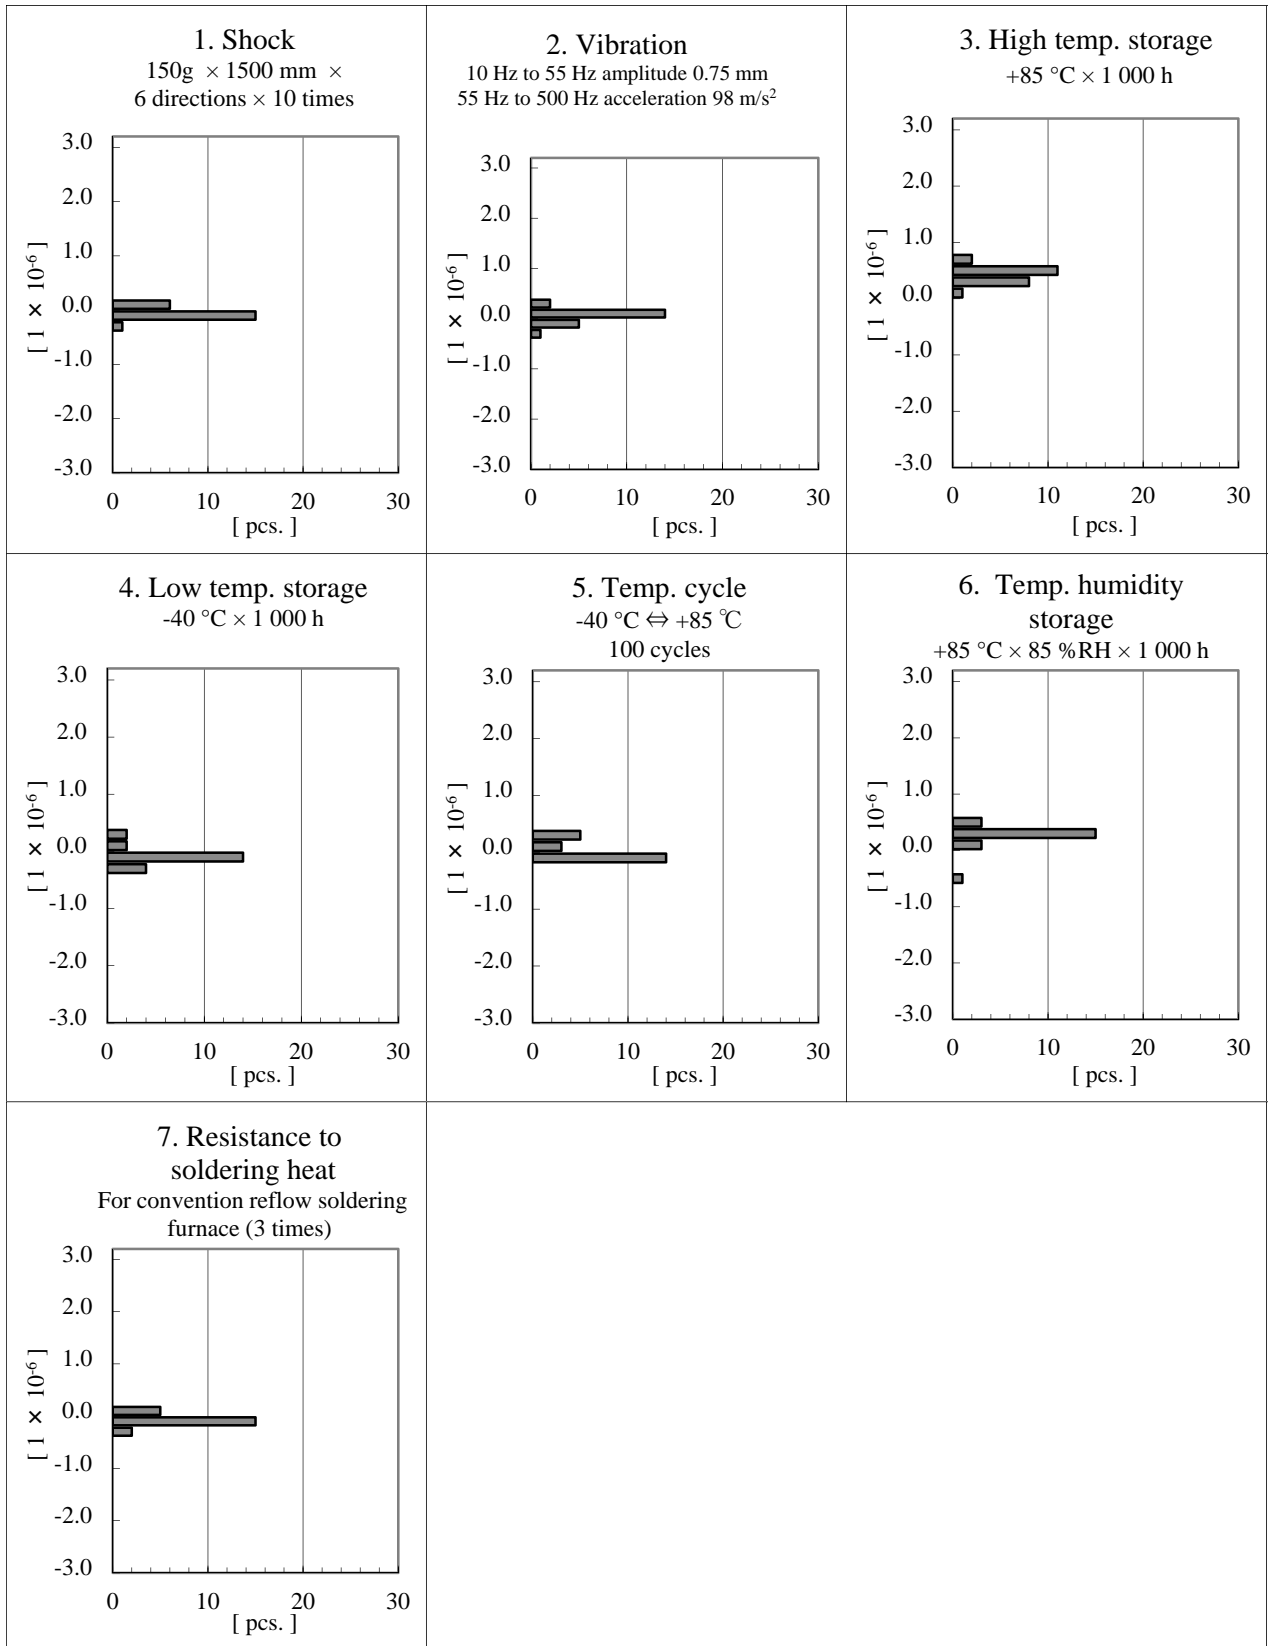 1. Shock
150g × 1500 mm ×
6 directions × 10 times
3.0
2.0
1.0
0.0
-1.0
-2.0
-3.0
[ 1 × 10-6 ]
0 10 20 30
[ pcs. ]
2. Vibration
10 Hz to 55 Hz amplitude 0.75 mm
55 Hz to 500 Hz acceleration 98 m/s2
3.0
2.0
1.0
0.0
-1.0
-2.0
-3.0
[ 1 × 10-6 ]
0 10 20 30
[ pcs. ]
3. High temp. storage
+85 °C × 1 000 h
3.0
2.0
1.0
0.0
-1.0
-2.0
-3.0
[ 1 × 10-6 ]
0 10 20 30
[ pcs. ]
4. Low temp. storage
-40 °C × 1 000 h
3.0
2.0
1.0
0.0
-1.0
-2.0
-3.0
[ 1 × 10-6 ]
0 10 20 30
[ pcs. ]
5. Temp. cycle
-40 °C ⇔ +85 ℃
100 cycles
3.0
2.0
1.0
0.0
-1.0
-2.0
-3.0
[ 1 × 10-6 ]
0 10 20 30
[ pcs. ]
6. Temp. humidity
storage
+85 °C × 85 %RH × 1 000 h
3.0
2.0
1.0
0.0
-1.0
-2.0
-3.0
[ 1 × 10-6 ]
0 10 20 30
[ pcs. ]
7. Resistance to
soldering heat
For convention reflow soldering
furnace (3 times)
3.0
2.0
1.0
0.0
-1.0
-2.0
-3.0
[ 1 × 10-6 ]
0 10 20 30
[ pcs. ]